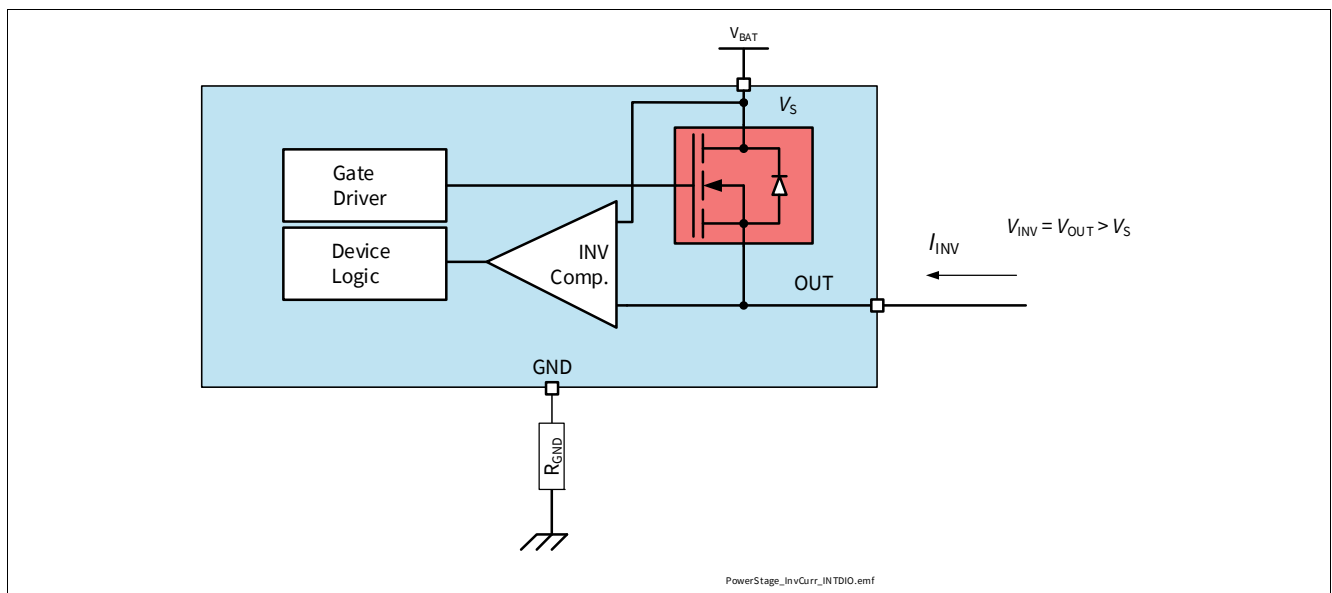 VBAT
VS
Gate
Driver
Device
Logic
INV
Comp.
OUT
IINV
VINV = VOUT > VS
GND
RGND
PowerStage_InvCurr_INTDIO.emf